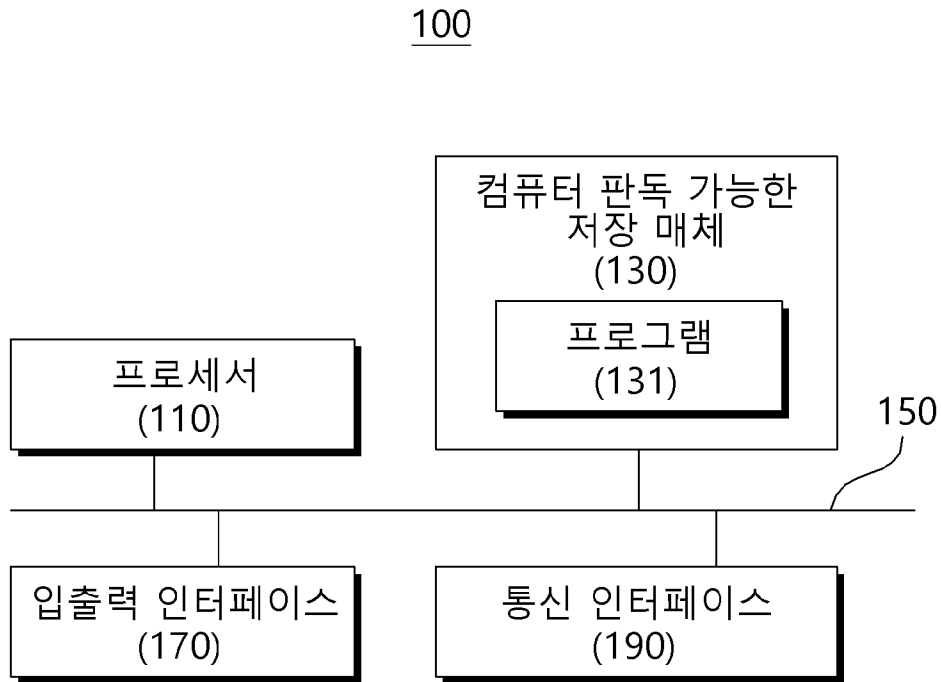 100
컴퓨터 판독 가능한
저장 매체
(130)
프로그램
(131)
프로세서
(110)
150
입출력 인터페이스
(170)
통신 인터페이스
(190)